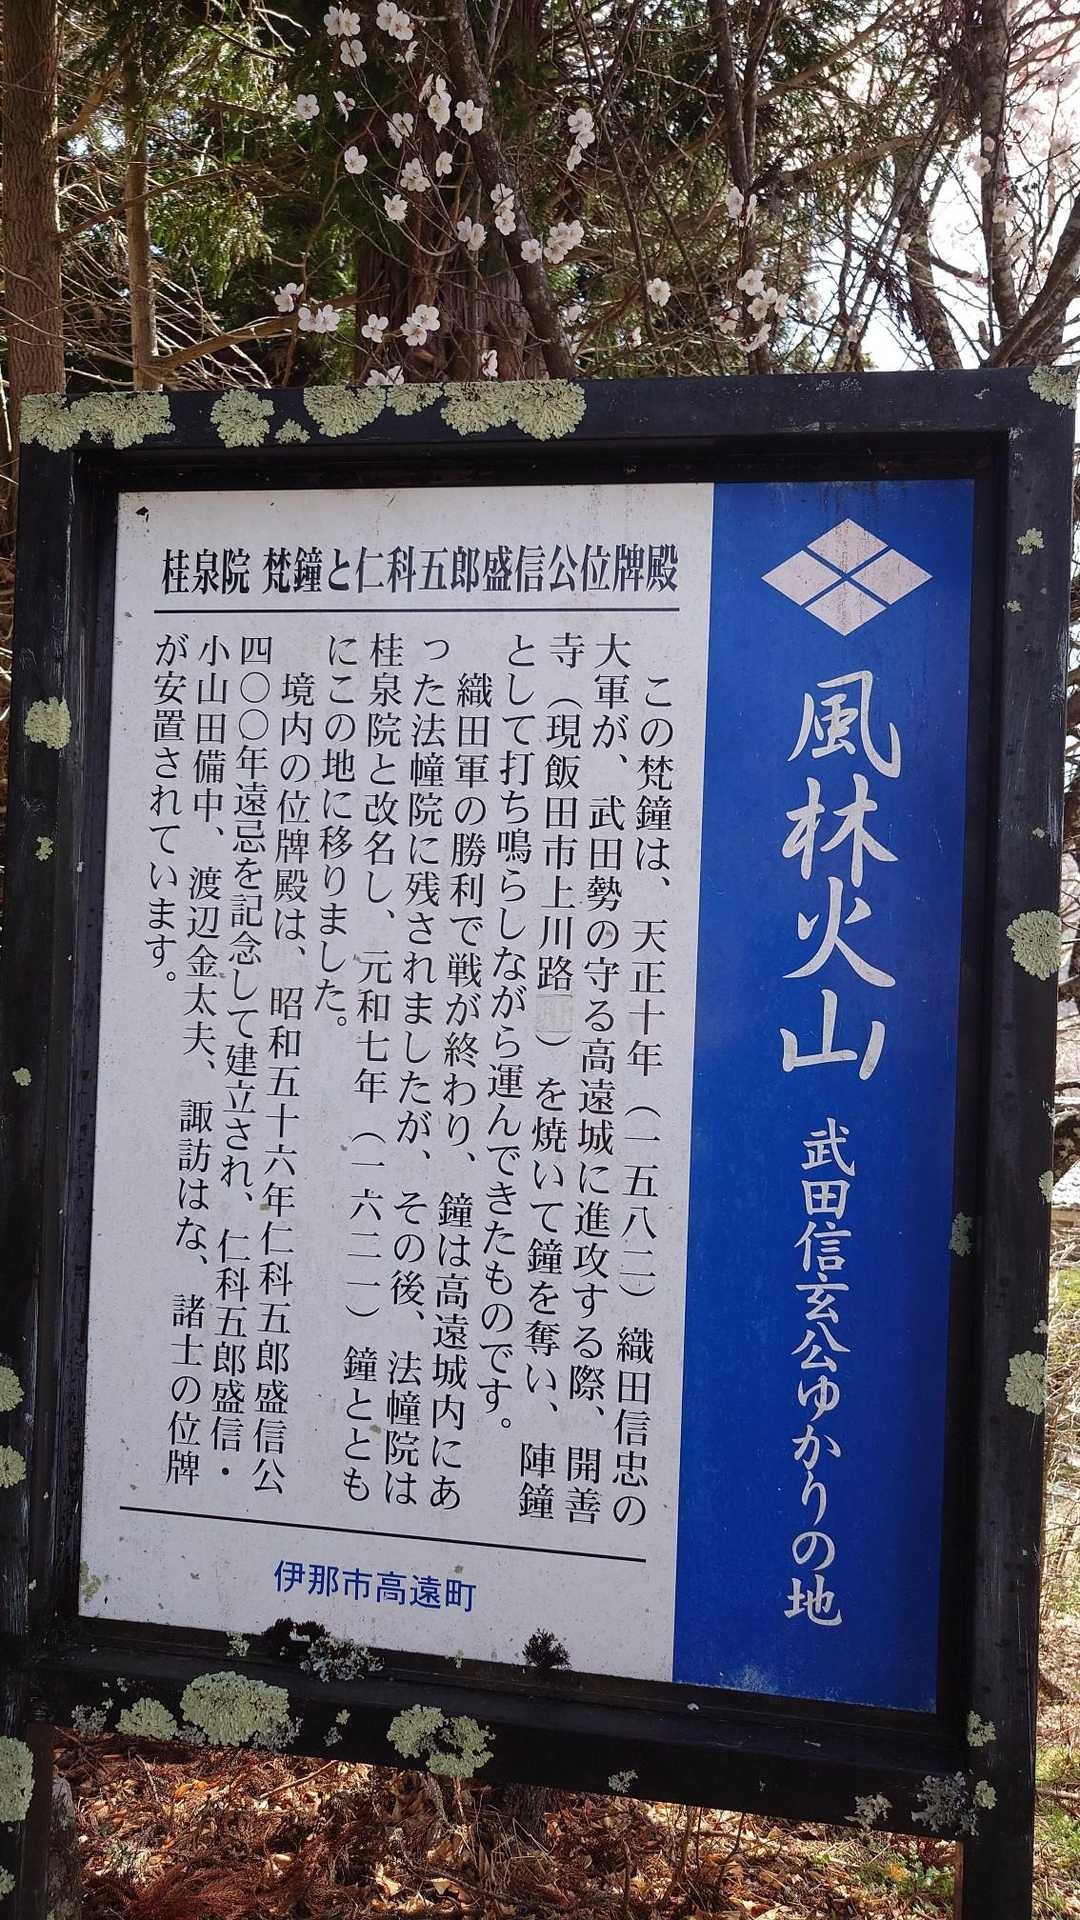 風林火山 武田信玄公ゆかりの地
桂泉院 梵鐘と仁科五郎盛信公位牌殿
この梵鐘は、天正十年（一五八二）織田信忠の
大軍が、武田勢の守る高遠城に進攻する際、開善
寺（現飯田市上川路）を焼いて鐘を奪い、陣鐘
として打ち鳴らしながら運んできたものです。
織田軍の勝利で戦が終わり、鐘は高遠城内にあ
った法幢院に残されましたが、その後、法幢院は
桂泉院と改名し、元和七年（一六二一）鐘ととも
にこの地に移りました。
境内の位牌殿は、昭和五十六年仁科五郎盛信公
四〇〇年遠忌を記念して建立され、仁科五郎盛信・
小山田備中、渡辺金太夫、諏訪はな、諸士の位牌
が安置されています。
伊那市高遠町